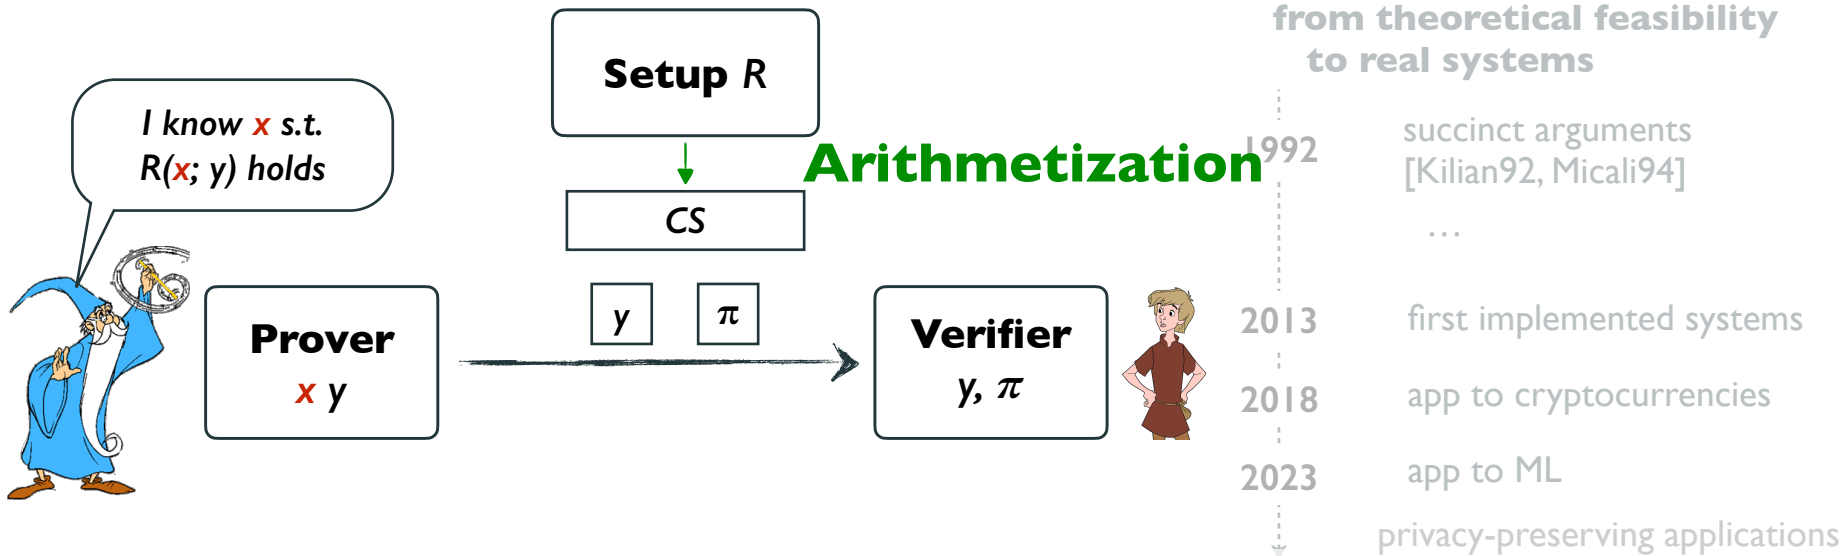 from theoretical feasibility
to real systems
Setup R
I know x s.t.
R(x; y) holds
Arithmetization
1992
succinct arguments
[Kilian92, Micali94]
CS
...
y
π
Prover
x y
Verifier
y, π
2013
first implemented systems
2018
app to cryptocurrencies
2023
app to ML
privacy-preserving applications